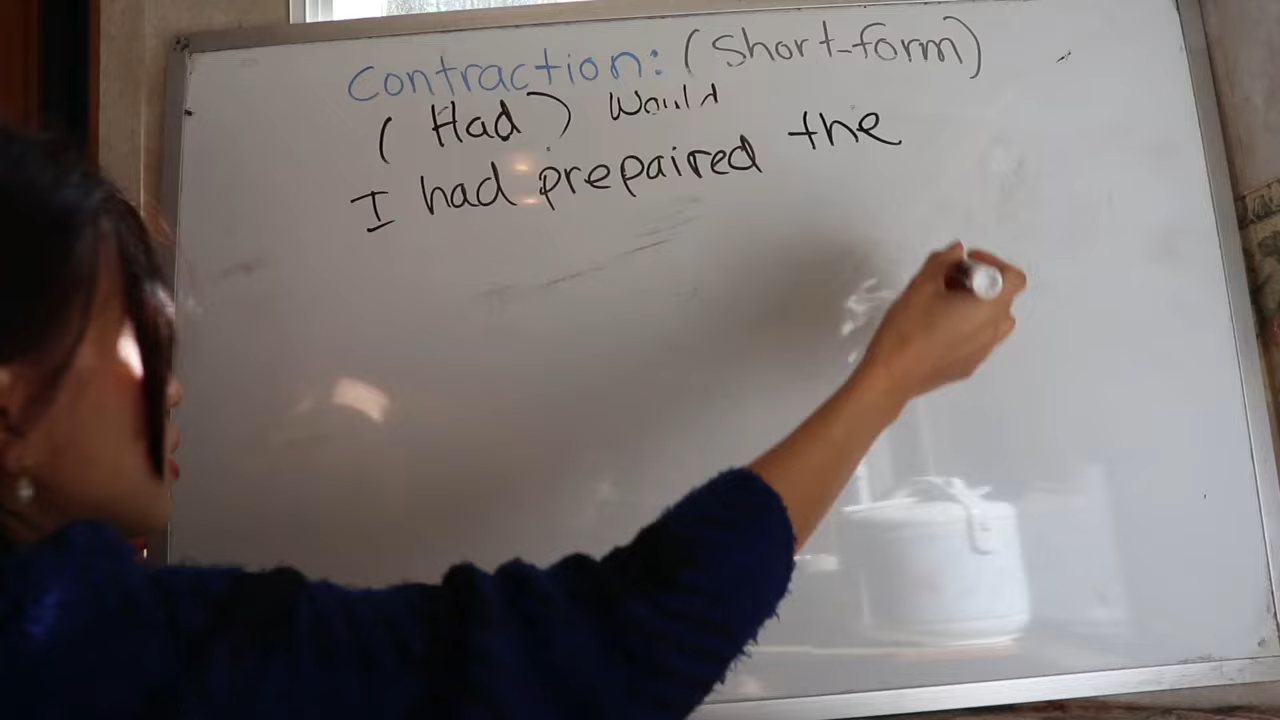 Contraction: (Short-form)
(Had) Would
I had prepaired the